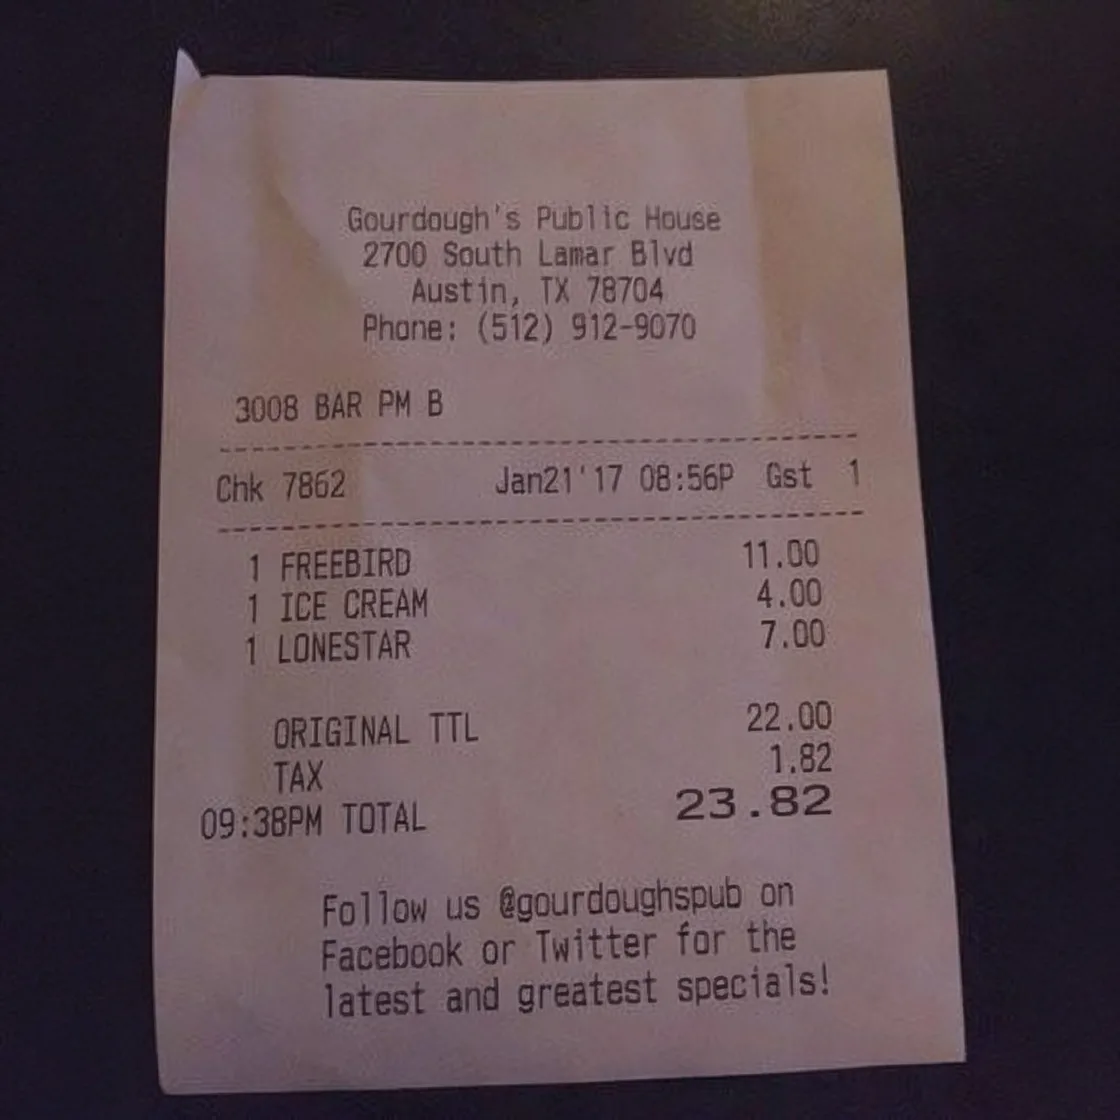 Gourdough's Public House
2700 South Lamar Blvd
Austin, TX 78704
Phone: (512) 912-9070
3008 BAR PM B
Chk 7862 Jan21'17 08:56P Gst 1
1 FREEBIRD 11.00
1 ICE CREAM 4.00
1 LONESTAR 7.00
ORIGINAL TTL 22.00
TAX 1.82
09:38PM TOTAL 23.82
Follow us @gourdoughspub on
Facebook or Twitter for the
latest and greatest specials!